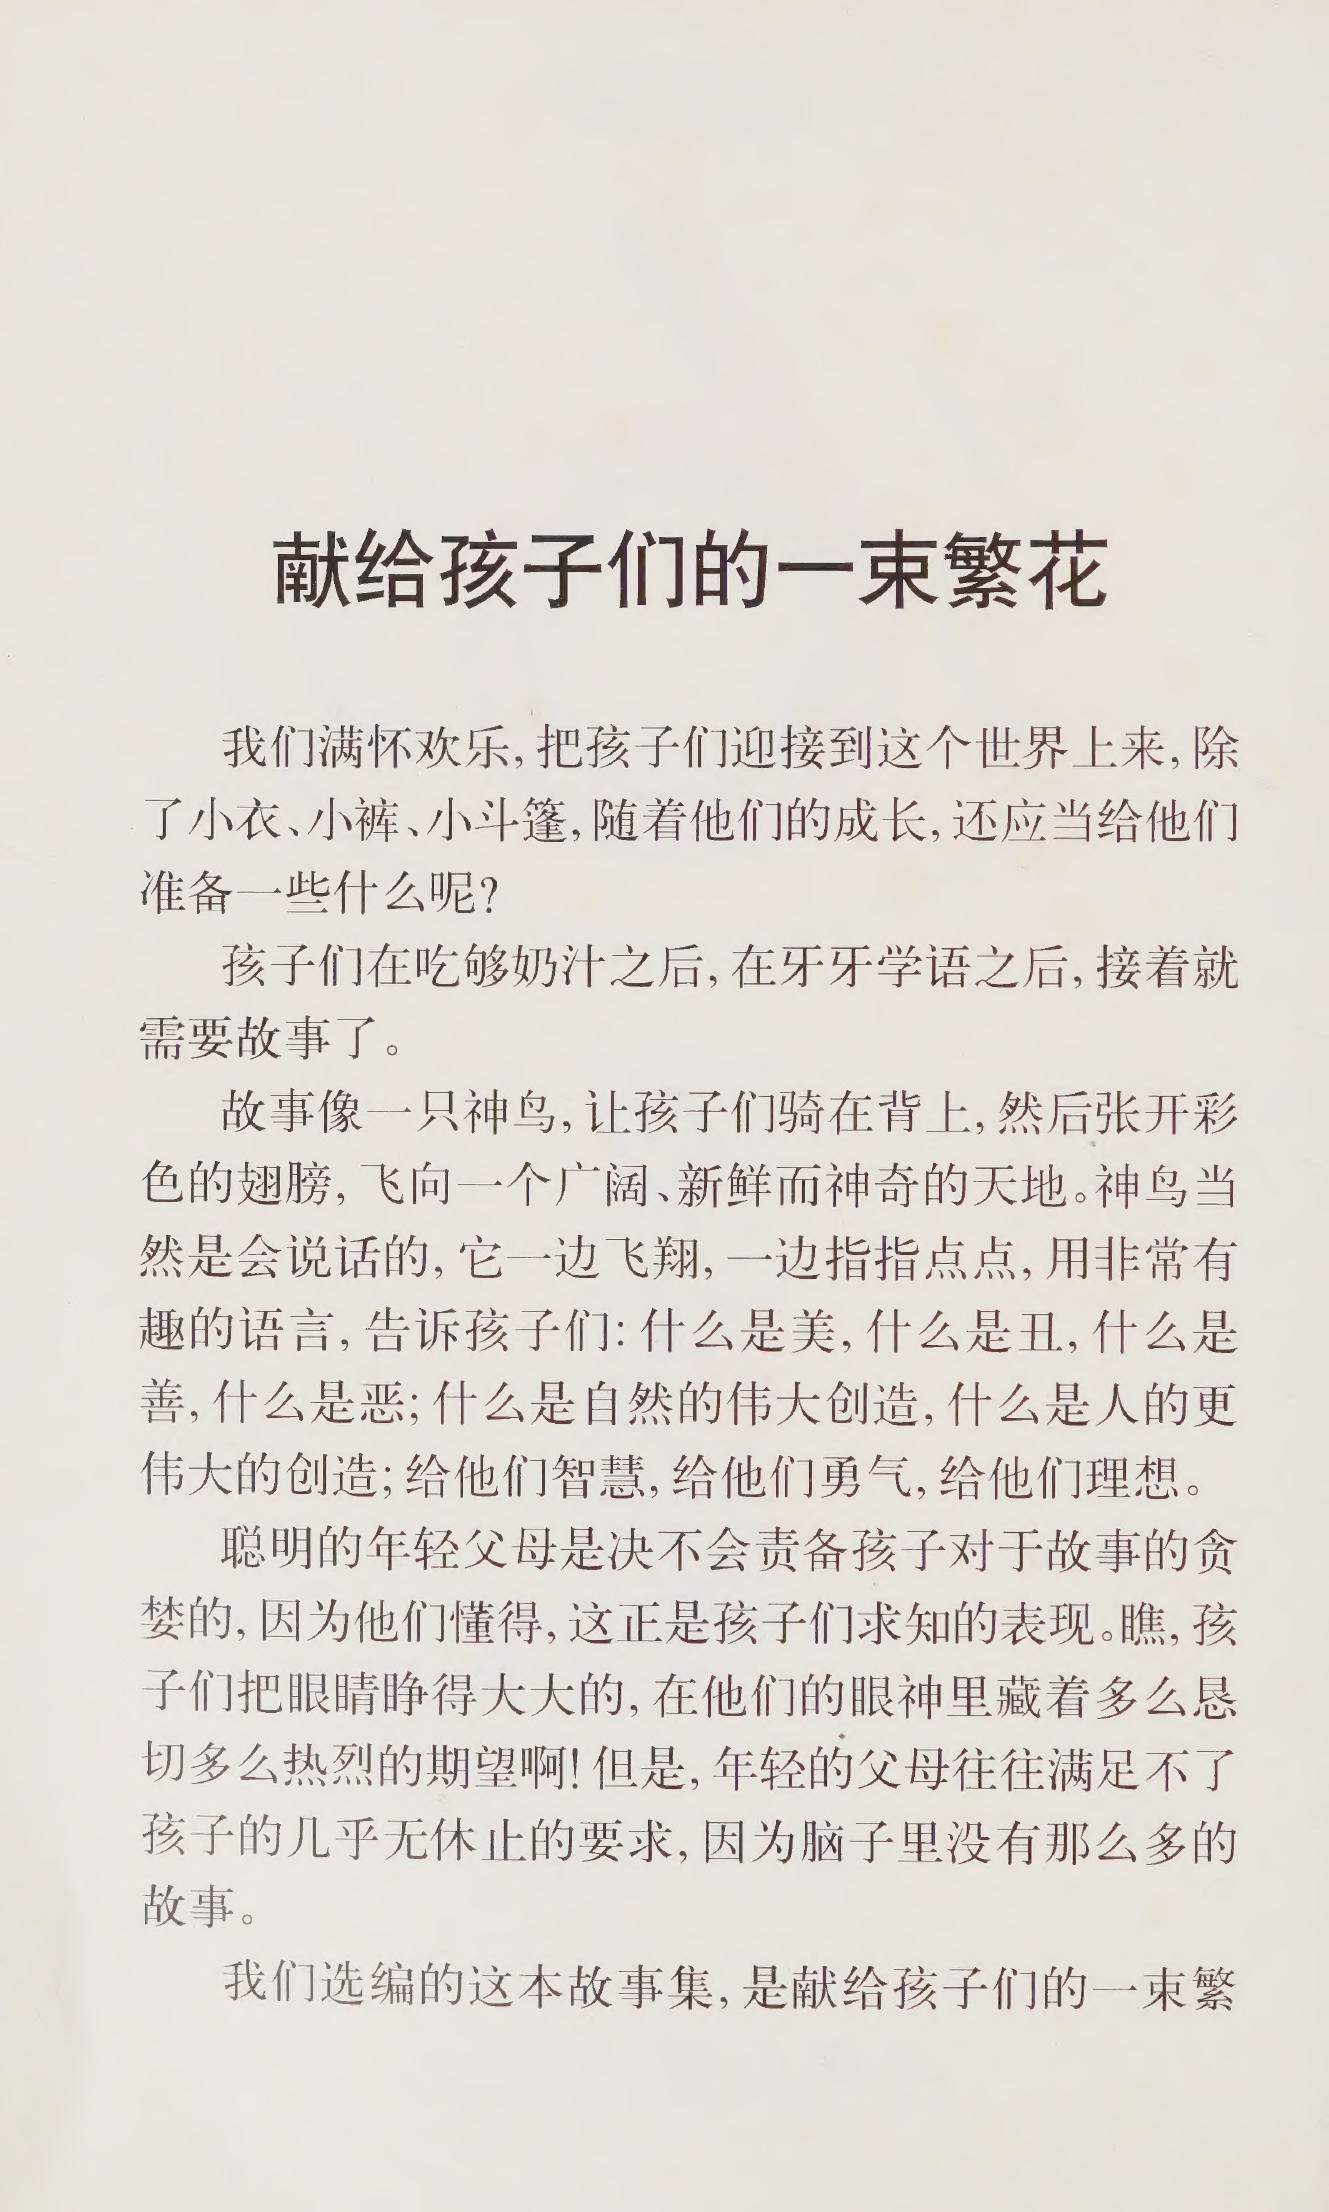 献给孩子们的一束繁花
我们满怀欢乐,把孩子们迎接到这个世界上来,除
了小衣、小裤、小斗篷,随着他们的成长,还应当给他们
准备一些什么呢?
孩子们在吃够奶汁之后,在牙牙学语之后,接着就
需要故事了。
故事像一只神鸟,让孩子们骑在背上,然后张开彩
色的翅膀,飞向一个广阔、新鲜而神奇的天地。神鸟当
然是会说话的,它一边飞翔,一边指指点点,用非常有
趣的语言,告诉孩子们:什么是美,什么是丑,什么是
善,什么是恶;什么是自然的伟大创造,什么是人的更
伟大的创造;给他们智慧,给他们勇气,给他们理想。
聪明的年轻父母是决不会责备孩子对于故事的贪
婪的,因为他们懂得,这正是孩子们求知的表现。瞧,孩
子们把眼睛睁得大大的,在他们的眼神里藏着多么恳
切多么热烈的期望啊!但是,年轻的父母往往满足不了
孩子的几乎无休止的要求,因为脑子里没有那么多的
故事。
我们选编的这本故事集,是献给孩子们的一束繁